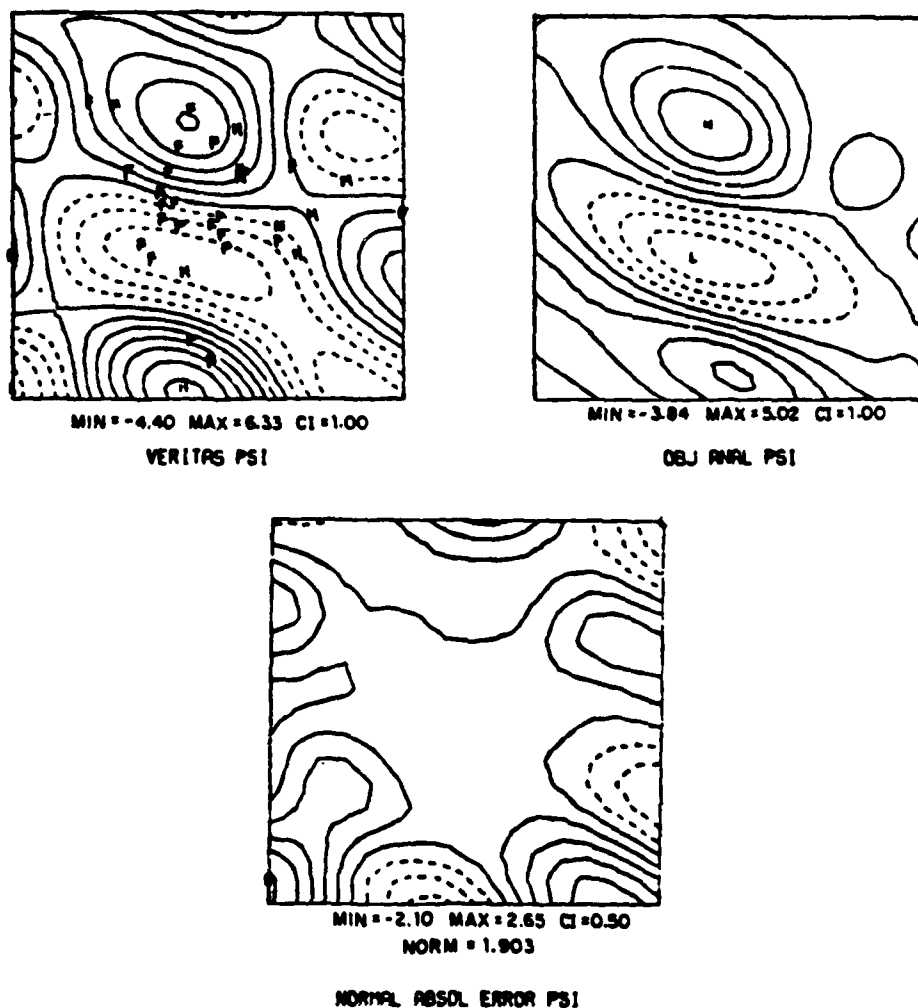 MIN=-4.40 MAX=6.33 CI=1.00
VERITAS PSI
MIN=-3.84 MAX=5.02 CI=1.00
OBJ ANAL PSI
MIN=-2.10 MAX=2.65 CI=0.50
NORM = 1.903
NORMAL ABSOL ERROR PSI